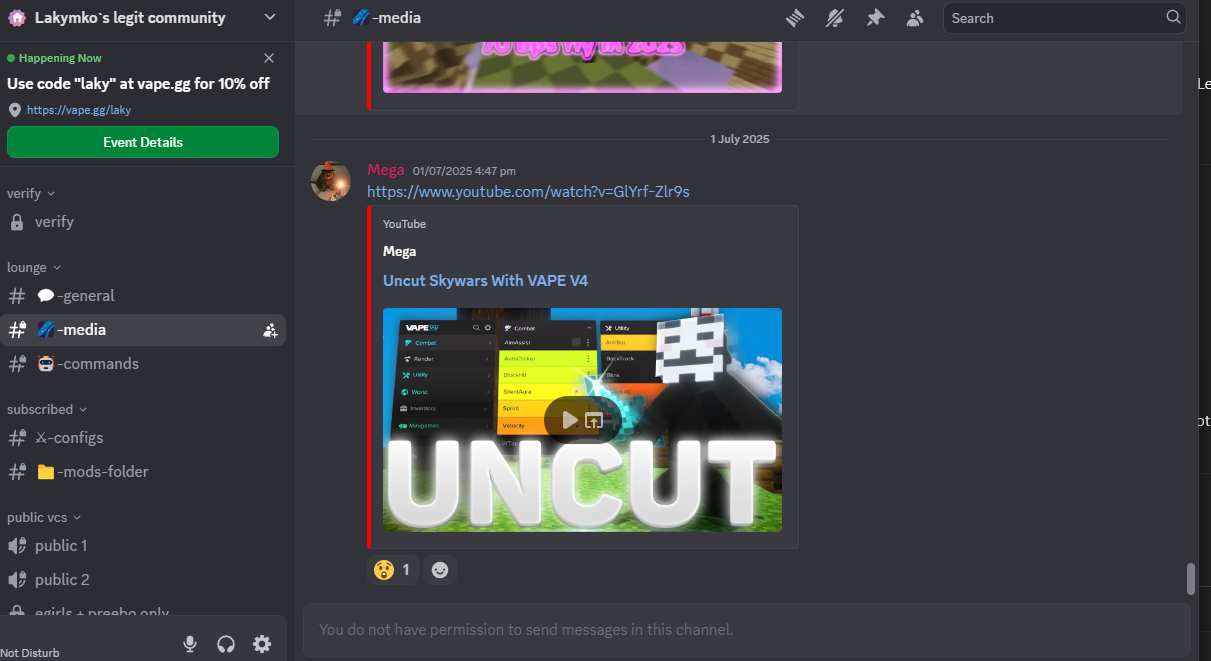 Lakymko`s legit community
Happening Now
Use code "laky" at vape.gg for 10% off
https://vape.gg/laky
Event Details
verify
verify
lounge
-general
-media
-commands
subscribed
-configs
-mods-folder
public vcs
public 1
public 2
egirls + preebo only
Not Disturb
-media
Search
in 2025
1 July 2025
Mega 01/07/2025 4:47 pm
https://www.youtube.com/watch?v=GlYrf-Zlr9s
YouTube
Mega
Uncut Skywars With VAPE V4
VAPE V4
Combat
Render
Utility
World
Inventory
Minigames
Combat
AimAssist
AutoClicker
BlockHit
SilentAura
Sprint
Velocity
Utility
AntiBot
BackTrack
Blink
UNCUT
1
You do not have permission to send messages in this channel.
Le
ot